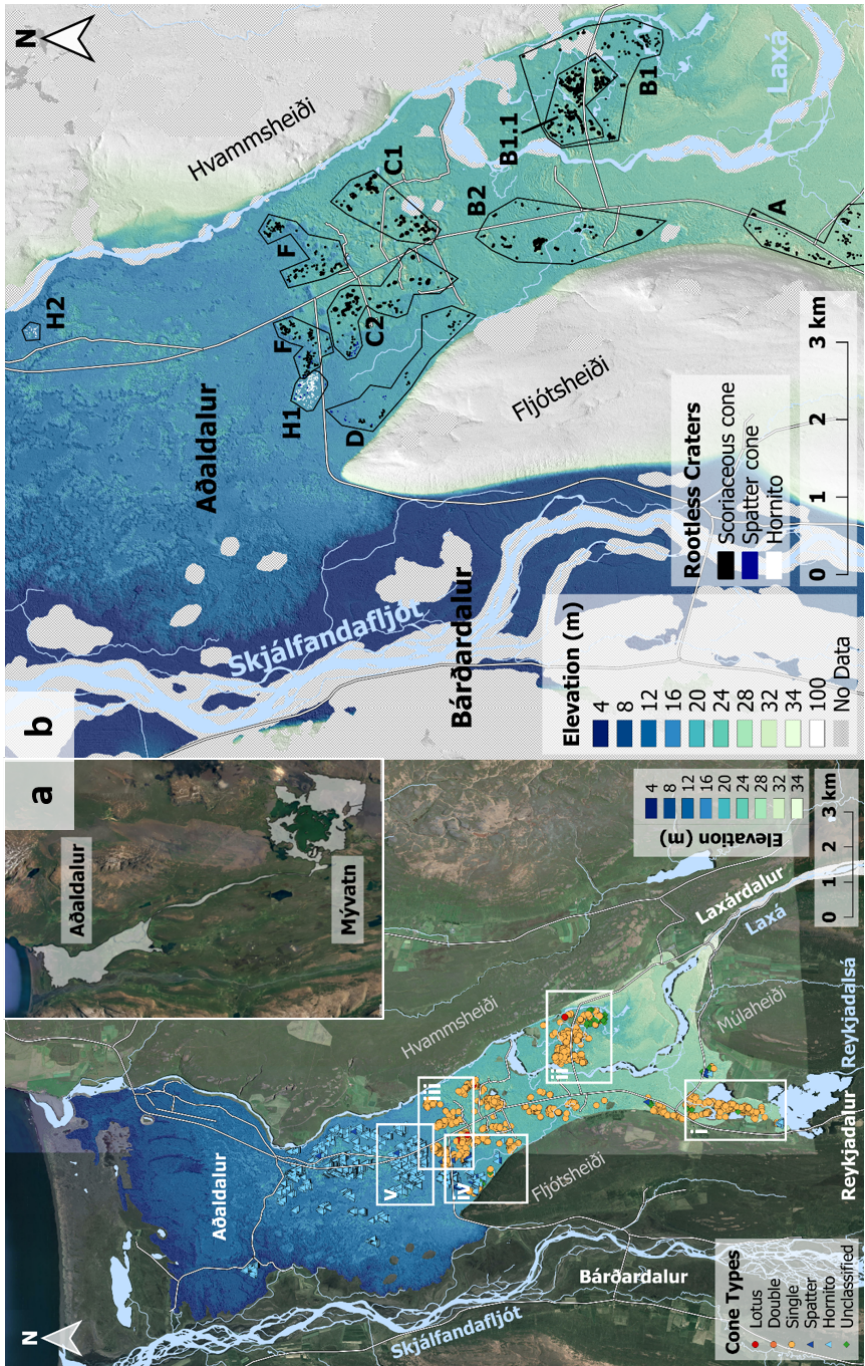 a
N
Aðaldalur
Mývatn
Hvammsheiði
Aðaldalur
v
iii
iv
ii
i
Fljótsheiði
Laxárdalur
Laxá
Múlaheiði
Skjálfandafljót
Bárðardalur
Reykjadalur
Reykjadalsá
Cone Types
Lotus
Double
Single
Spatter
Hornito
Unclassified
Elevation (m)
4
8
12
16
20
24
28
32
34
0 1 2 3 km
b
N
Hvammsheiði
H2
Aðaldalur
F
F
C1
H1
C2
D
B2
B1.1
B1
A
Laxá
Fljótsheiði
Skjálfandafljót
Bárðardalur
Elevation (m)
4
8
12
16
20
24
28
32
34
100
No Data
Rootless Craters
Scoriaceous cone
Spatter cone
Hornito
0 1 2 3 km